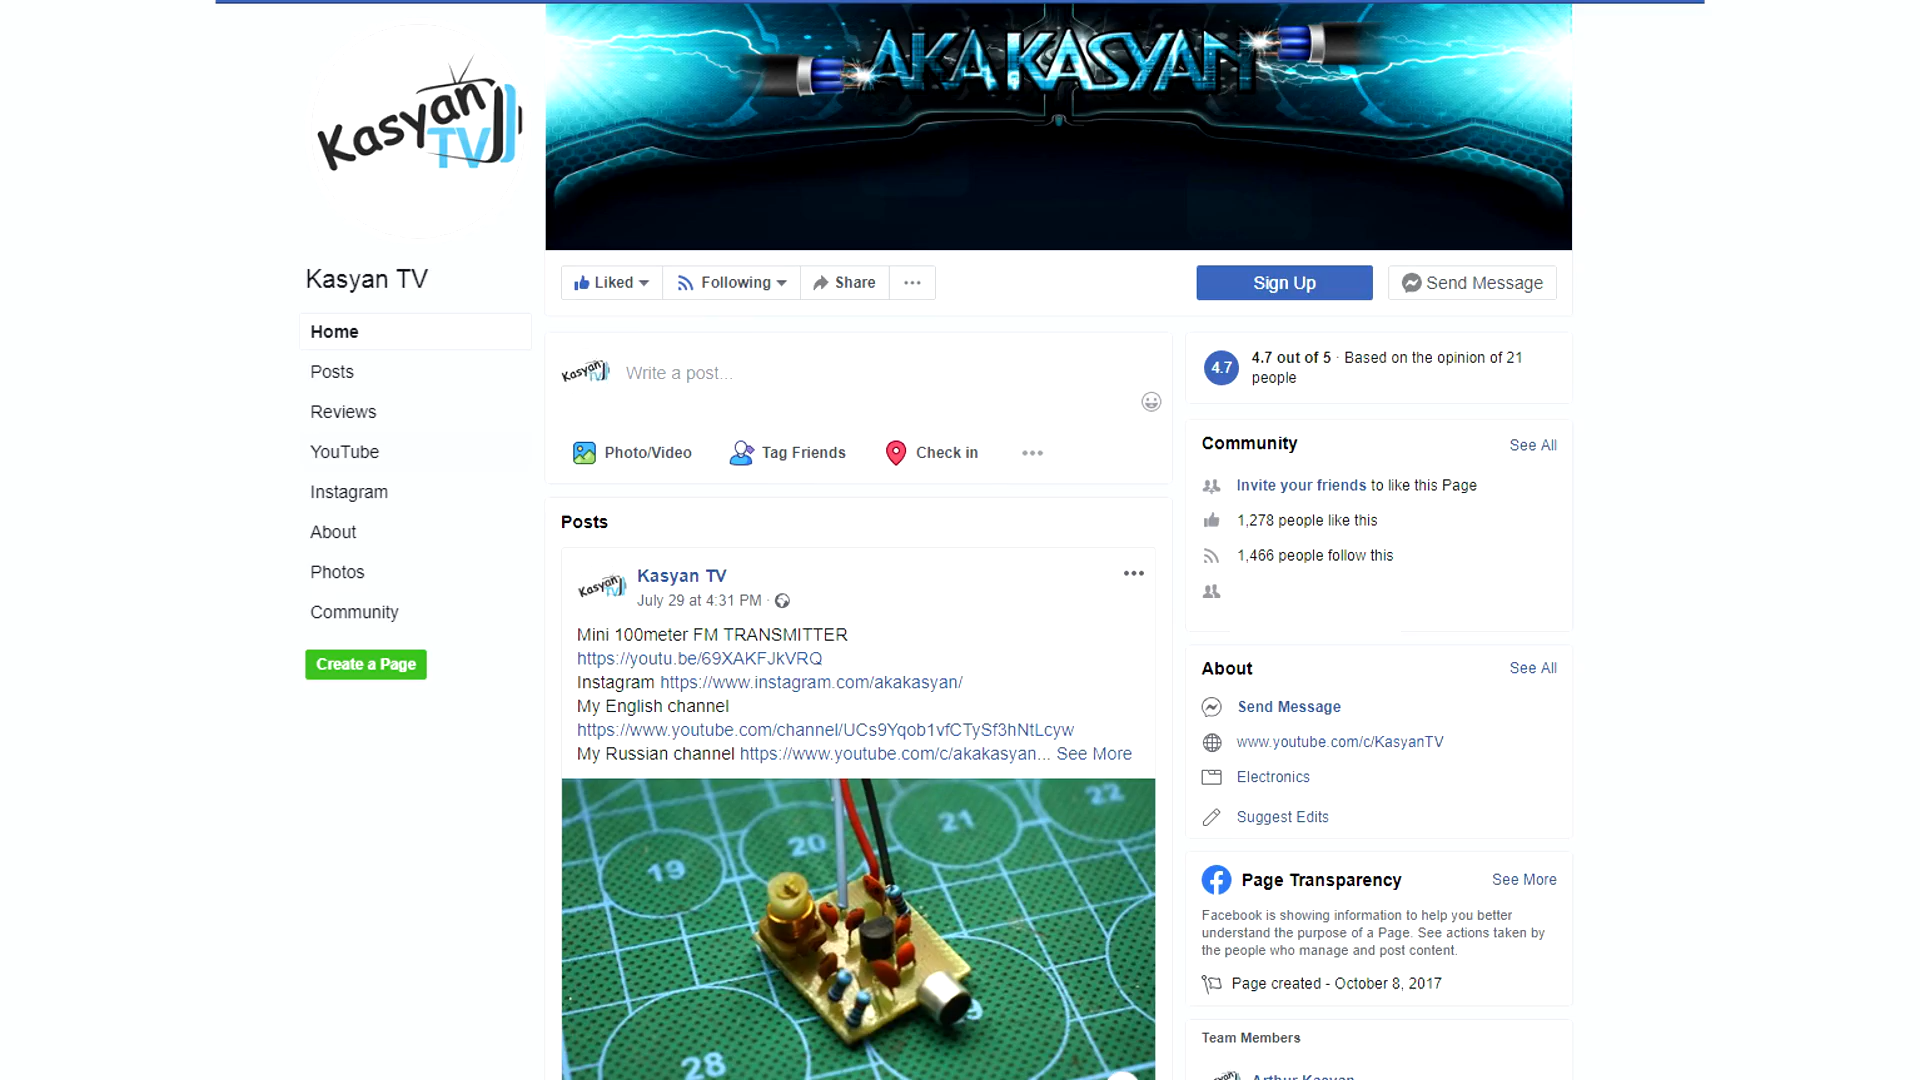 AKA KASYAN
Kasyan
TV
Kasyan TV
Liked
Following
Share
Sign Up
Send Message
Home
Posts
Reviews
YouTube
Instagram
About
Photos
Community
Create a Page
Kasyan
TV
Write a post...
Photo/Video
Tag Friends
Check in
Posts
Kasyan
TV
Kasyan TV
July 29 at 4:31 PM ·
Mini 100meter FM TRANSMITTER
https://youtu.be/69XAKFJkVRQ
Instagram https://www.instagram.com/akakasyan/
My English channel
https://www.youtube.com/channel/UCs9Yqob1vfCTySf3hNtLcyw
My Russian channel https://www.youtube.com/c/akakasyan... See More
19
20
21
22
28
4.7
4.7 out of 5 · Based on the opinion of 21
people
Community
See All
Invite your friends to like this Page
1,278 people like this
1,466 people follow this
About
See All
Send Message
www.youtube.com/c/KasyanTV
Electronics
Suggest Edits
Page Transparency
See More
Facebook is showing information to help you better
understand the purpose of a Page. See actions taken by
the people who manage and post content.
Page created - October 8, 2017
Team Members
Arthur Kasyan